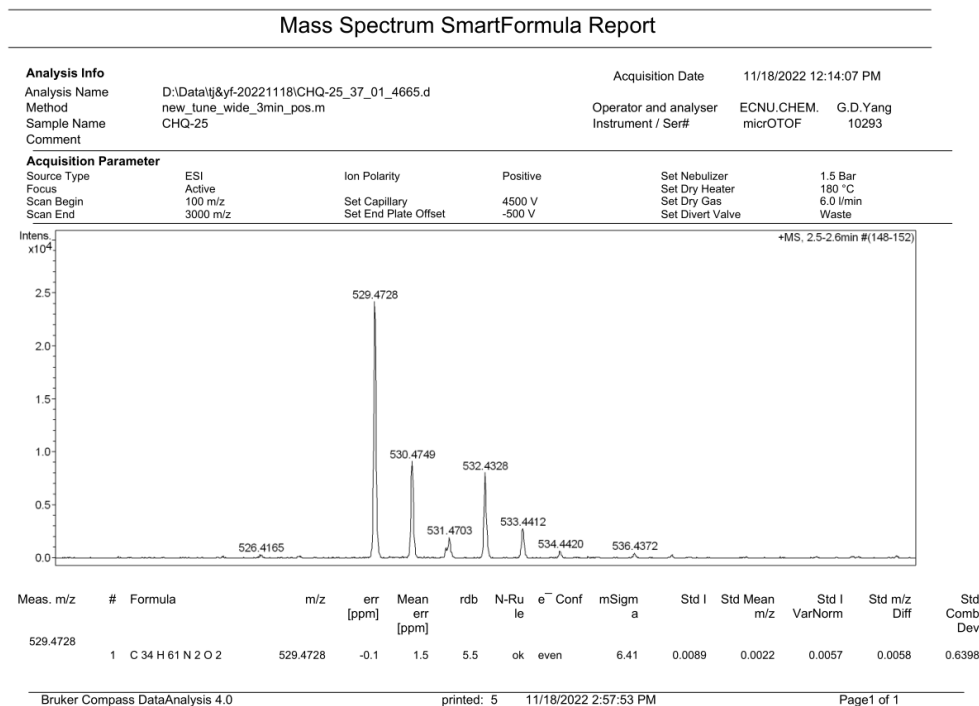 Mass Spectrum SmartFormula Report
Analysis Info
Acquisition Date 11/18/2022 12:14:07 PM
Analysis Name D:\Data\tj&yf-20221118\CHQ-25_37_01_4665.d
Method new_tune_wide_3min_pos.m
Operator and analyser ECNU.CHEM. G.D.Yang
Sample Name CHQ-25
Instrument / Ser# micrOTOF 10293
Comment
Acquisition Parameter
Source Type ESI Ion Polarity Positive Set Nebulizer 1.5 Bar
Focus Active Set Dry Heater 180 °C
Scan Begin 100 m/z Set Capillary 4500 V Set Dry Gas 6.0 l/min
Scan End 3000 m/z Set End Plate Offset -500 V Set Divert Valve Waste
Intens.
x10⁴
+MS, 2.5-2.6min #(148-152)
529.4728
2.5
2.0
1.5
1.0
530.4749
532.4328
0.5
533.4412
531.4703
534.4420
526.4165
536.4372
0.0
Meas. m/z # Formula m/z err Mean rdb N-Ru e⁻ Conf mSigm Std I Std Mean Std I Std m/z Std
[ppm] err le a m/z VarNorm Diff Comb
[ppm] Dev
529.4728
1 C 34 H 61 N 2 O 2 529.4728 -0.1 1.5 5.5 ok even 6.41 0.0089 0.0022 0.0057 0.0058 0.6398
Bruker Compass DataAnalysis 4.0 printed: 5 11/18/2022 2:57:53 PM Page1 of 1